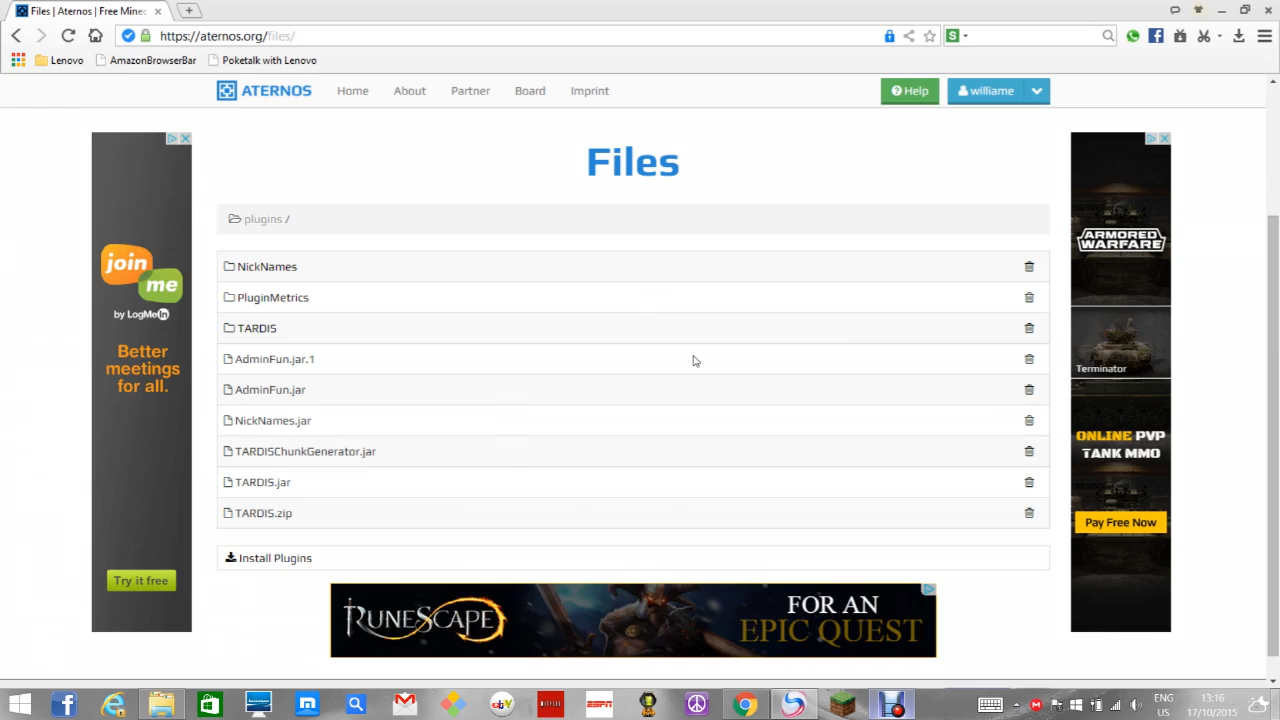 Files | Aternos | Free Minec
https://aternos.org/files/
S
Lenovo
AmazonBrowserBar
Poketalk with Lenovo
ATERNOS
Home
About
Partner
Board
Imprint
Help
williame
Files
plugins /
NickNames
PluginMetrics
TARDIS
AdminFun.jar.1
AdminFun.jar
NickNames.jar
TARDISChunkGenerator.jar
TARDIS.jar
TARDIS.zip
Install Plugins
join
me
by LogMeIn
Better
meetings
for all.
Try it free
ARMORED
WARFARE
Terminator
ONLINE PVP
TANK MMO
Pay Free Now
RUNESCAPE
FOR AN
EPIC QUEST
NETFLIX
ESPN
ebay
ENG
US
13:16
17/10/2015